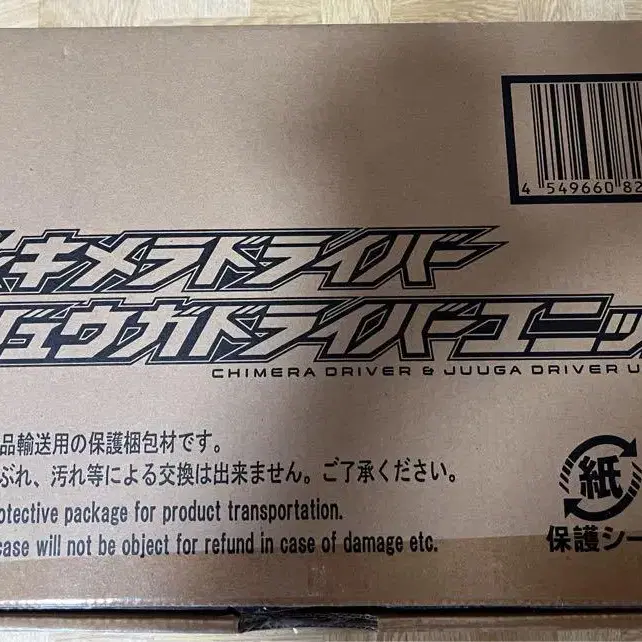 4 549660 82
キメラドライバー
ジュウガドライバーユニッ
CHIMERA DRIVER & JUUGA DRIVER U
品輸送用の保護梱包材です。
ぶれ、汚れ等による交換は出来ません。ご了承ください。
otective package for product transportation.
case will not be object for refund in case of damage etc.
紙
保護シー